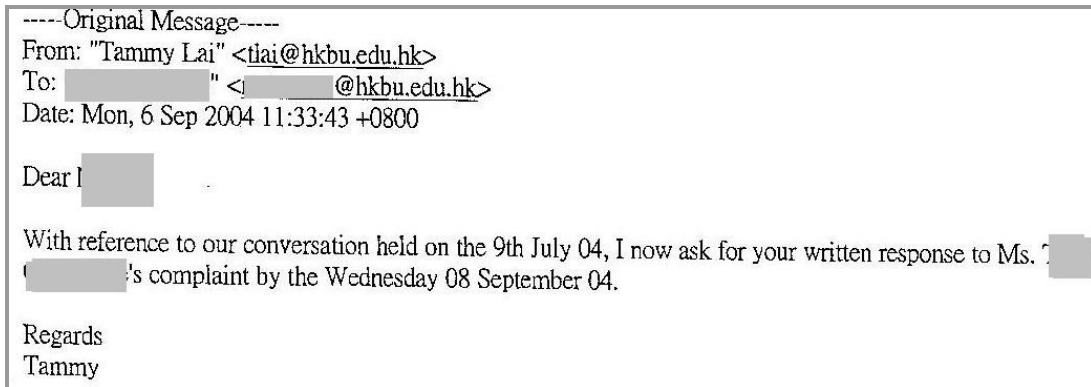 -----Original Message-----
From: "Tammy Lai" <tlai@hkbu.edu.hk>
To: " < @hkbu.edu.hk>
Date: Mon, 6 Sep 2004 11:33:43 +0800
Dear
With reference to our conversation held on the 9th July 04, I now ask for your written response to Ms.
's complaint by the Wednesday 08 September 04.
Regards
Tammy